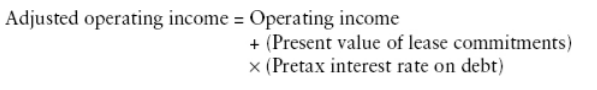 Adjusted operating income = Operating income
+ (Present value of lease commitments)
× (Pretax interest rate on debt)